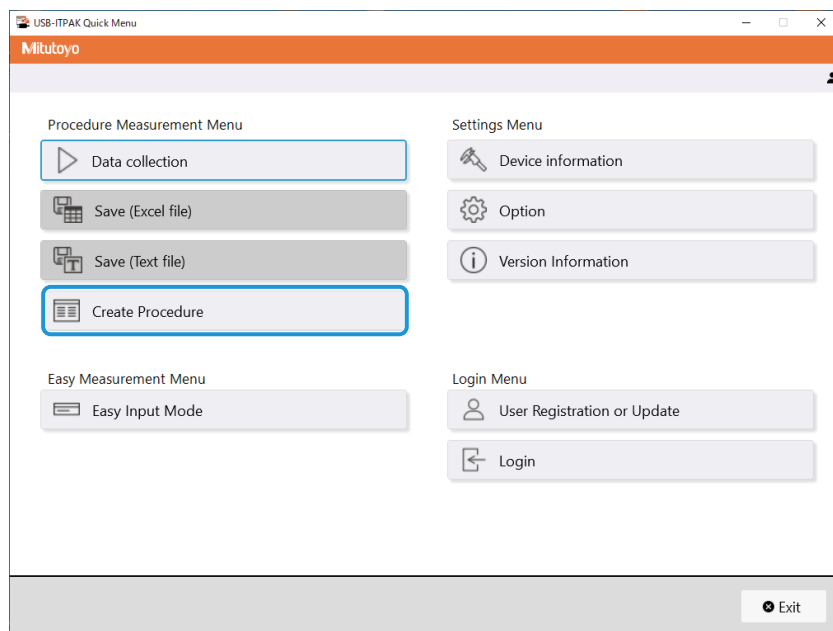 USB-ITPAK Quick Menu
Mitutoyo
Procedure Measurement Menu
Data collection
Save (Excel file)
Save (Text file)
Create Procedure
Easy Measurement Menu
Easy Input Mode
Settings Menu
Device information
Option
Version Information
Login Menu
User Registration or Update
Login
Exit